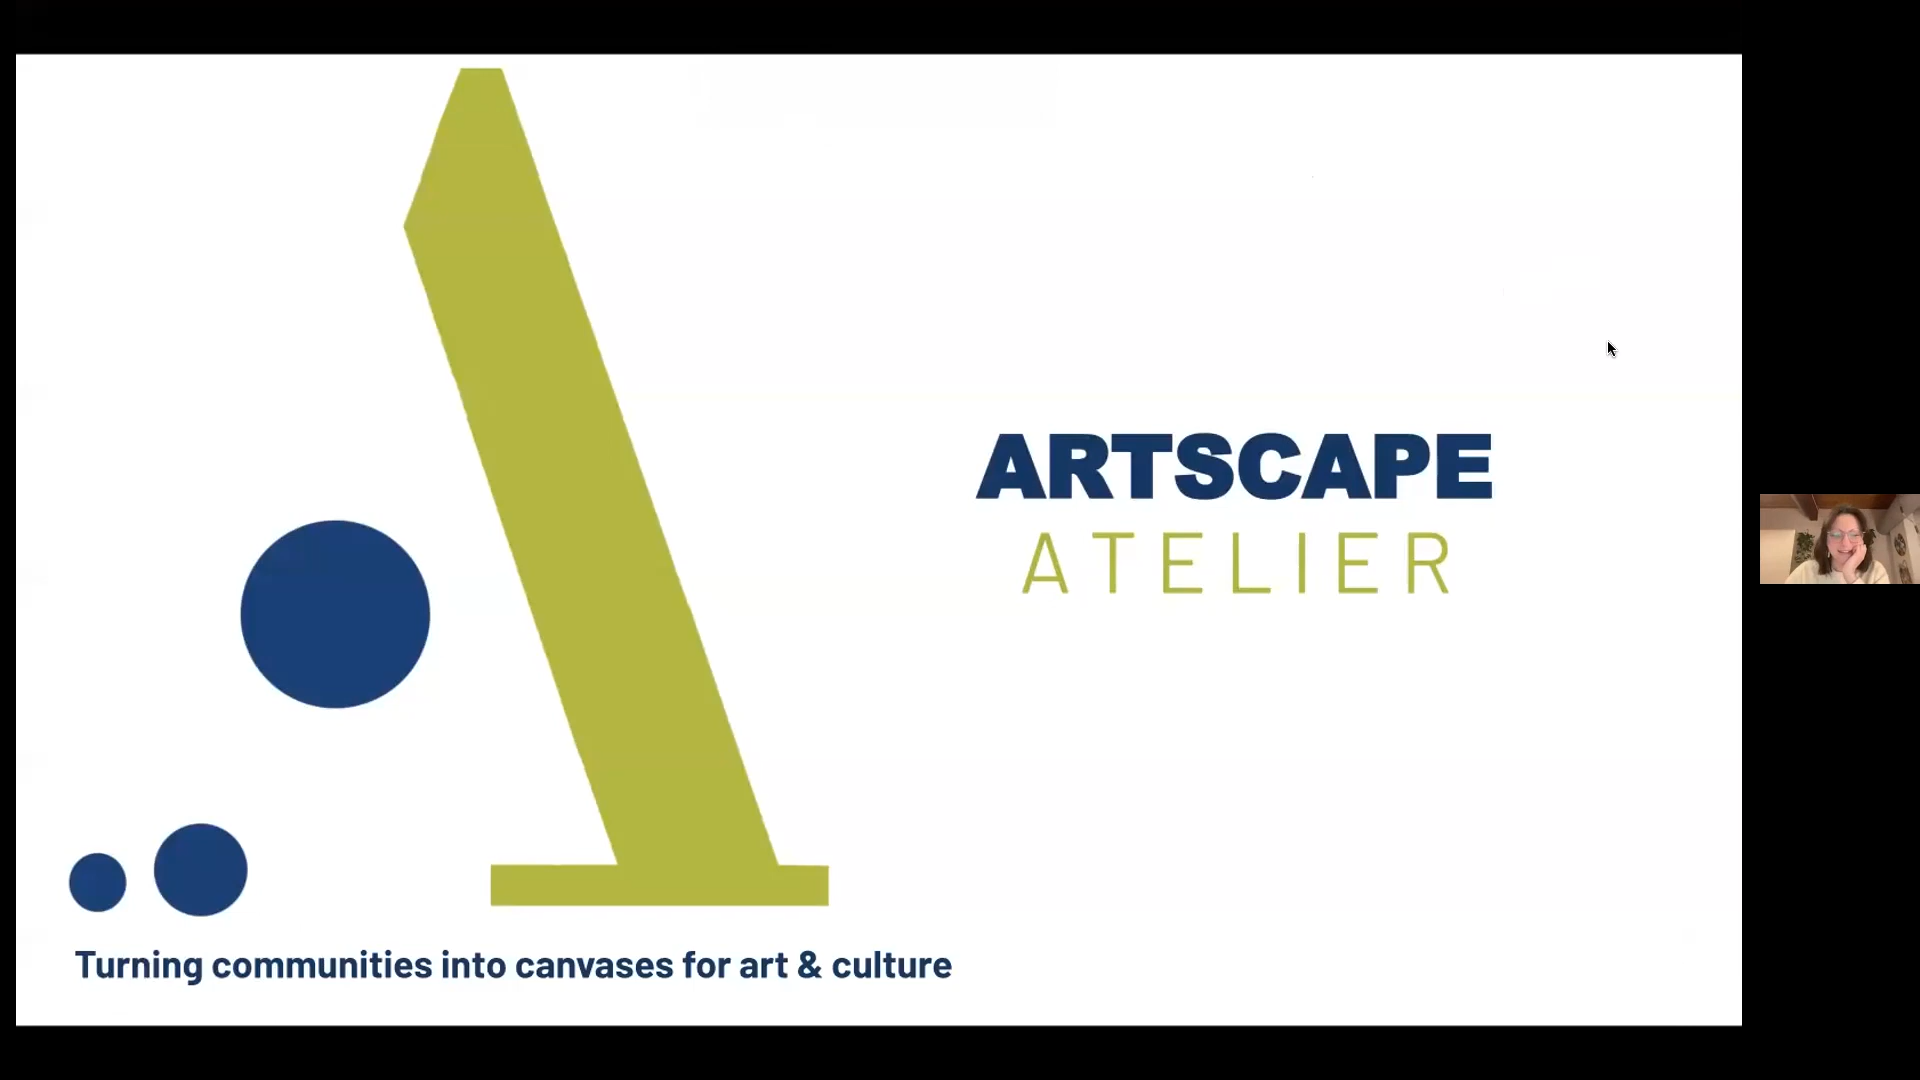 ARTSCAPE
ATELIER
Turning communities into canvases for art & culture